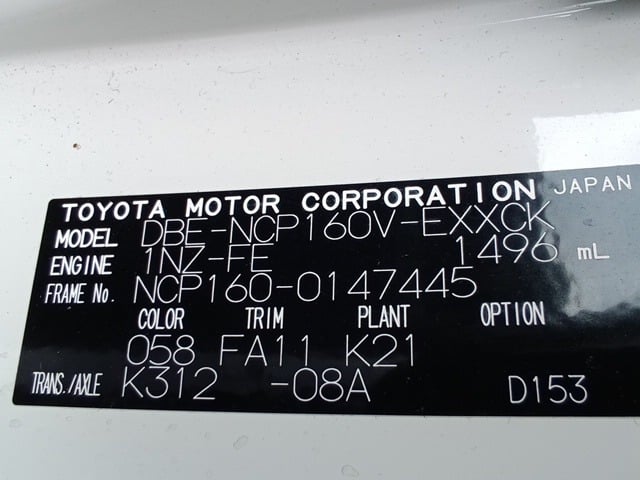 TOYOTA MOTOR CORPORATION JAPAN
MODEL DBE-NCP160V-EXXCK
ENGINE 1NZ-FE 1496 mL
FRAME No. NCP160-0147445
COLOR TRIM PLANT OPTION
058 FA11 K21
TRANS./AXLE K312 -08A D153